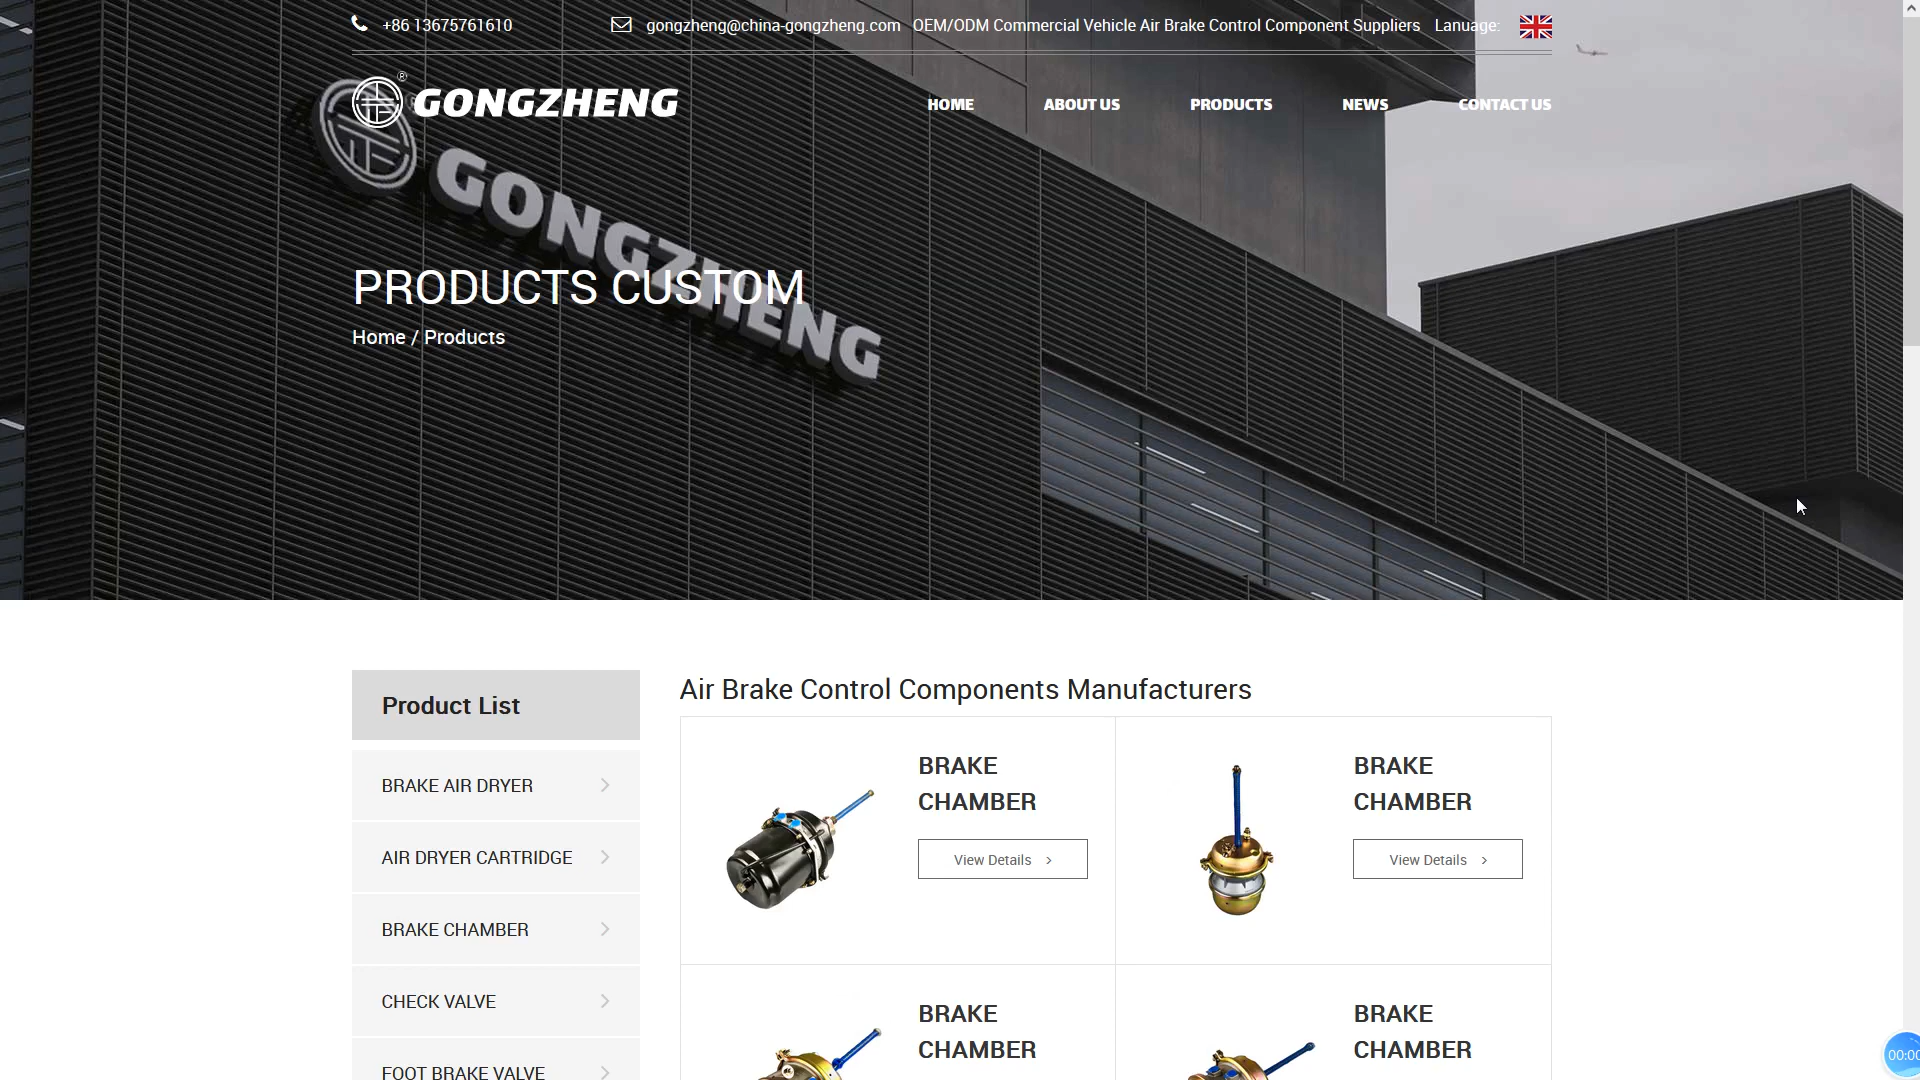 +86 13675761610
gongzheng@china-gongzheng.com
OEM/ODM Commercial Vehicle Air Brake Control Component Suppliers
Lanuage:
GONGZHENG®
HOME
ABOUT US
PRODUCTS
NEWS
CONTACT US
GONGZHENG
PRODUCTS CUSTOM
Home / Products
Product List
BRAKE AIR DRYER
AIR DRYER CARTRIDGE
BRAKE CHAMBER
CHECK VALVE
FOOT BRAKE VALVE
Air Brake Control Components Manufacturers
BRAKE
CHAMBER
View Details >
BRAKE
CHAMBER
View Details >
BRAKE
CHAMBER
BRAKE
CHAMBER